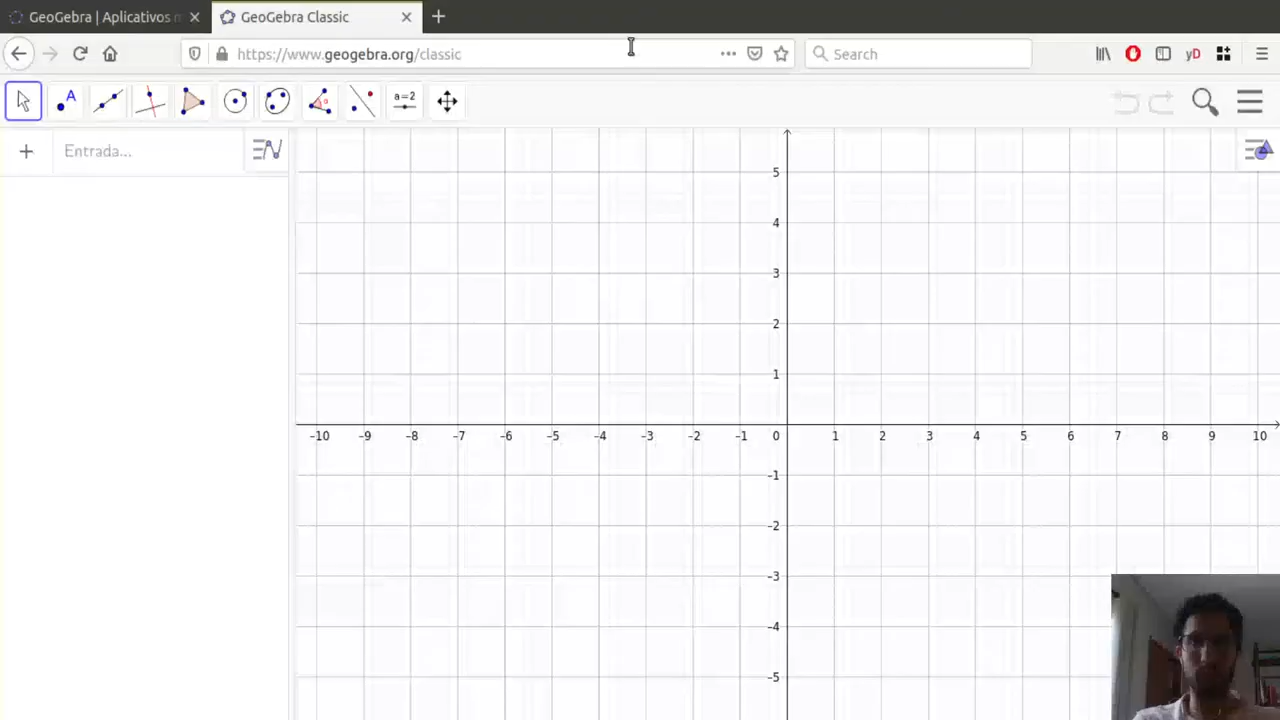 GeoGebra | Aplicativos m
GeoGebra Classic
https://www.geogebra.org/classic
Search
yD
A
a=2
Entrada...
5
4
3
2
1
-10 -9 -8 -7 -6 -5 -4 -3 -2 -1 0 1 2 3 4 5 6 7 8 9 10
-1
-2
-3
-4
-5